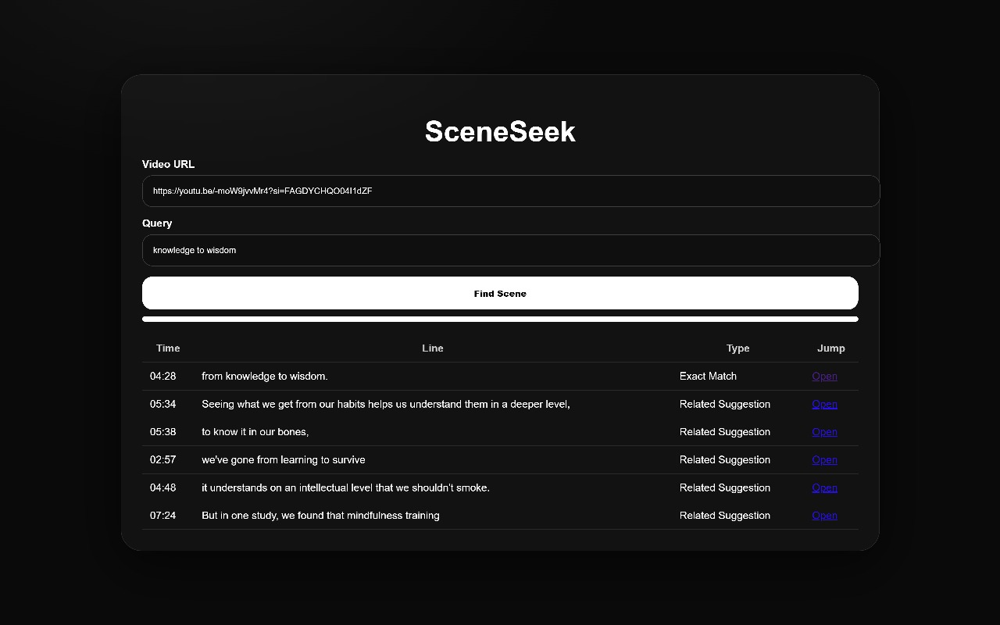 SceneSeek
Video URL
https://youtu.be/-moW9jvvMr4?si=FAGDYCHQO04I1dZF
Query
knowledge to wisdom
Find Scene
Time Line Type Jump
04:28 from knowledge to wisdom. Exact Match Open
05:34 Seeing what we get from our habits helps us understand them in a deeper level, Related Suggestion Open
05:38 to know it in our bones, Related Suggestion Open
02:57 we've gone from learning to survive Related Suggestion Open
04:48 it understands on an intellectual level that we shouldn't smoke. Related Suggestion Open
07:24 But in one study, we found that mindfulness training Related Suggestion Open